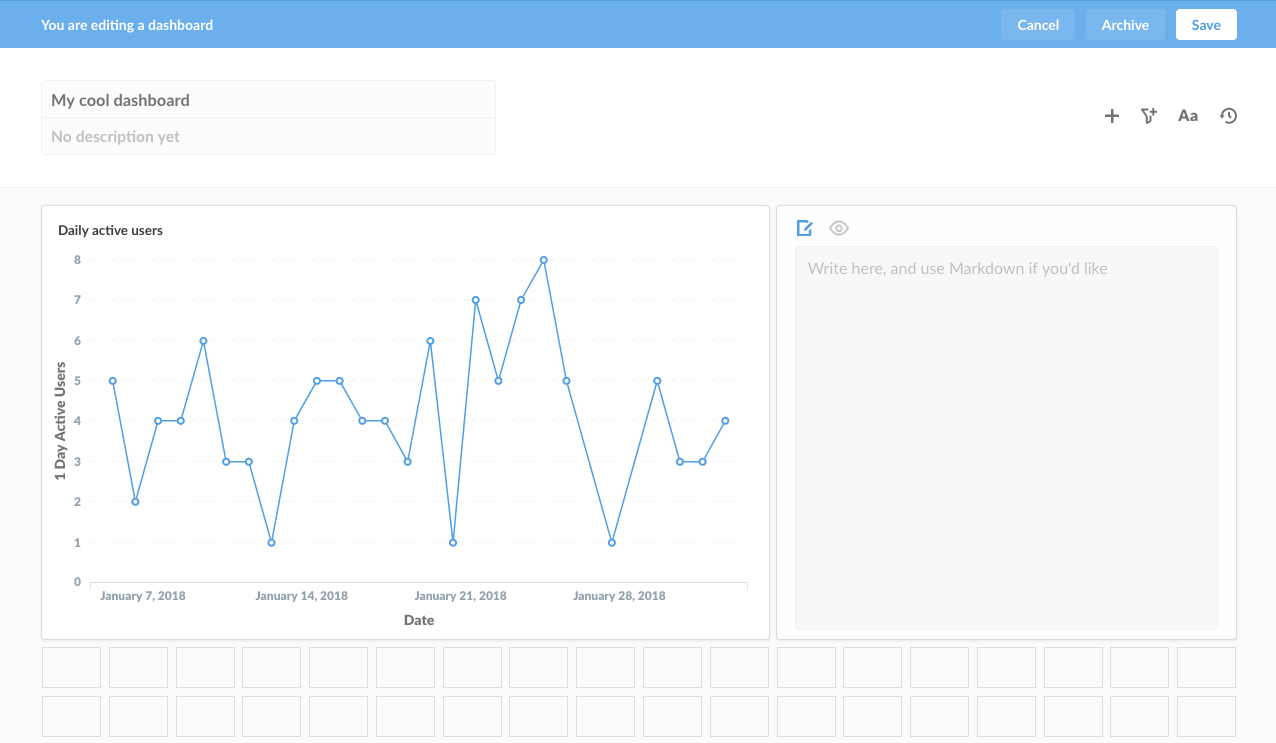 You are editing a dashboard
Cancel
Archive
Save
My cool dashboard
No description yet
Aa
Daily active users
8
7
6
5
4
3
2
1
0
1 Day Active Users
January 7, 2018
January 14, 2018
January 21, 2018
January 28, 2018
Date
Write here, and use Markdown if you'd like